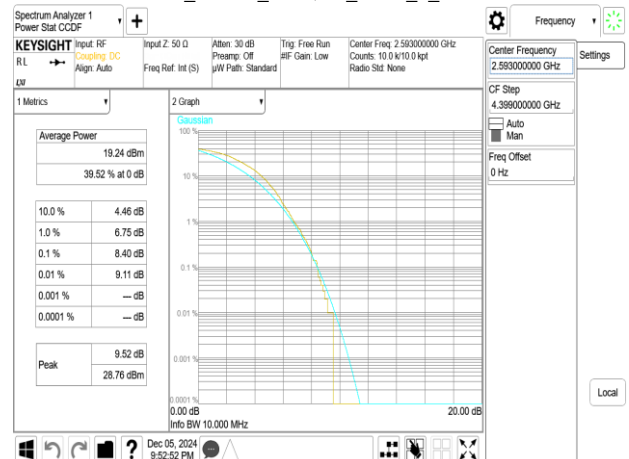 Spectrum Analyzer 1
Power Stat CCDF
Frequency
KEYSIGHT
RL
LXI
Input: RF
Coupling: DC
Align: Auto
Input Z: 50 Ω
Freq Ref: Int (S)
Atten: 30 dB
Preamp: Off
µW Path: Standard
Trig: Free Run
#IF Gain: Low
Center Freq: 2.593000000 GHz
Counts: 10.0 k/10.0 kpt
Radio Std: None
Center Frequency
2.593000000 GHz
Settings
CF Step
4.399000000 GHz
Auto
Man
Freq Offset
0 Hz
Local
1 Metrics
Average Power
19.24 dBm
39.52 % at 0 dB
10.0 % 4.46 dB
1.0 % 6.75 dB
0.1 % 8.40 dB
0.01 % 9.11 dB
0.001 % --- dB
0.0001 % --- dB
Peak
9.52 dB
28.76 dBm
2 Graph
Gaussian
100 %
10 %
1 %
0.1 %
0.01 %
0.001 %
0.0001 %
0.00 dB 20.00 dB
Info BW 10.000 MHz
?
Dec 05, 2024
9:52:52 PM